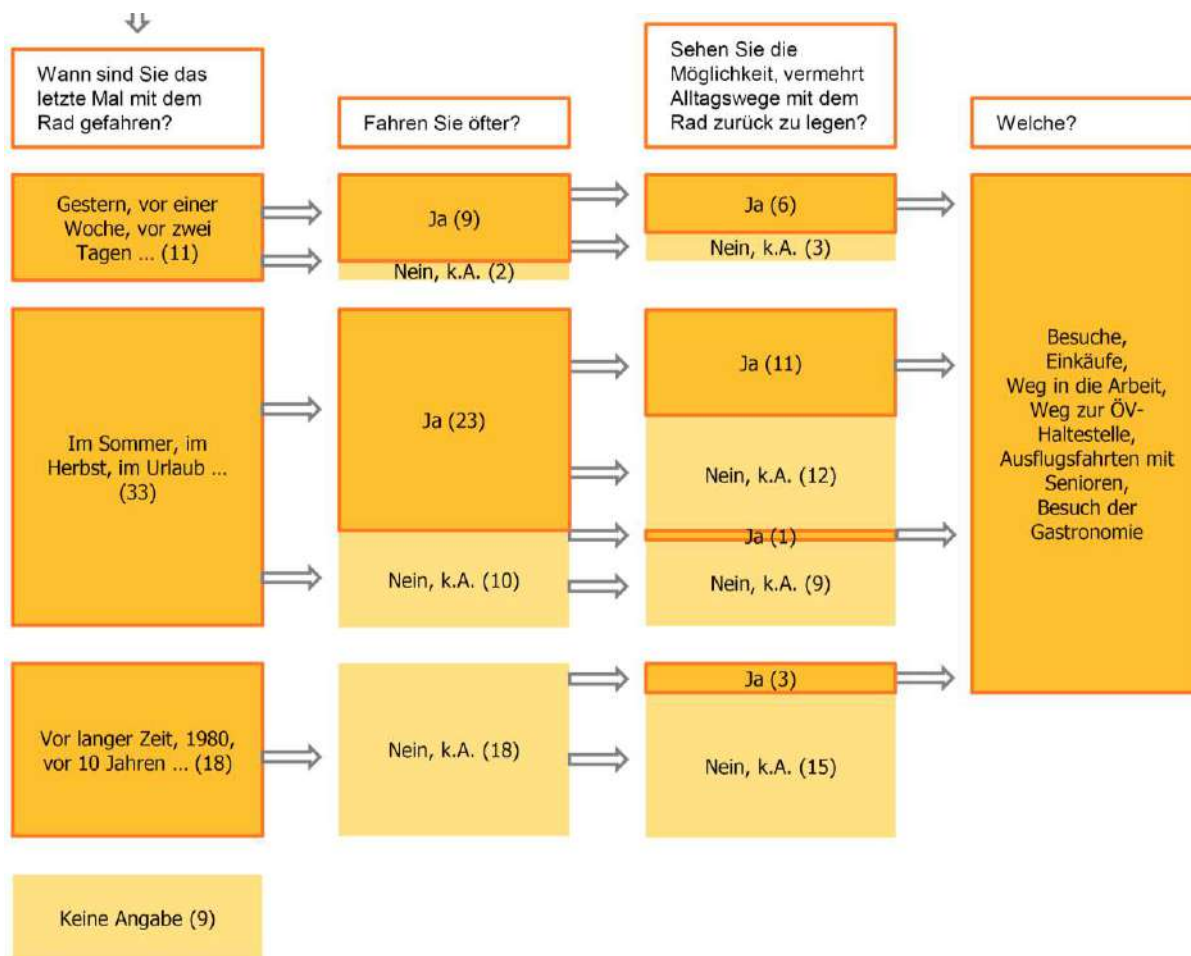 Wann sind Sie das
letzte Mal mit dem
Rad gefahren?
Fahren Sie öfter?
Sehen Sie die
Möglichkeit, vermehrt
Alltagswege mit dem
Rad zurück zu legen?
Welche?
Gestern, vor einer
Woche, vor zwei
Tagen ... (11)
Ja (9)
Nein, k.A. (2)
Ja (6)
Nein, k.A. (3)
Im Sommer, im
Herbst, im Urlaub ...
(33)
Ja (23)
Nein, k.A. (10)
Ja (11)
Nein, k.A. (12)
Ja (1)
Nein, k.A. (9)
Besuche,
Einkäufe,
Weg in die Arbeit,
Weg zur ÖV-
Haltestelle,
Ausflugsfahrten mit
Senioren,
Besuch der
Gastronomie
Vor langer Zeit, 1980,
vor 10 Jahren ... (18)
Nein, k.A. (18)
Ja (3)
Nein, k.A. (15)
Keine Angabe (9)